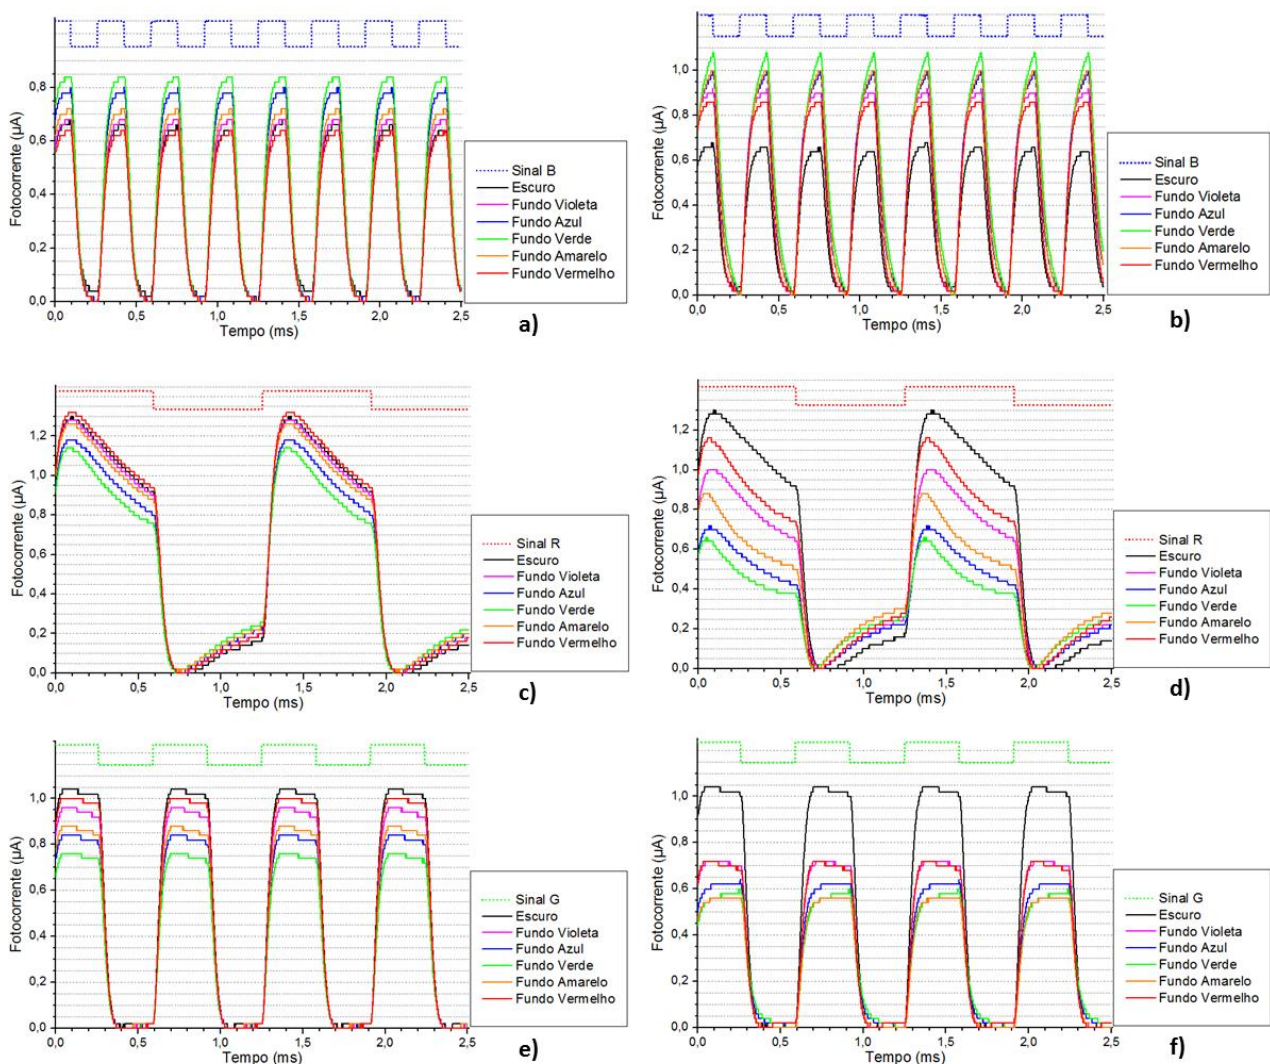 Fotocorrente (µA)
0,8
0,6
0,4
0,2
0,0
0,0 0,5 1,0 1,5 2,0 2,5
Tempo (ms)
Sinal B
Escuro
Fundo Violeta
Fundo Azul
Fundo Verde
Fundo Amarelo
Fundo Vermelho
a)
Fotocorrente (µA)
1,0
0,8
0,6
0,4
0,2
0,0
0,0 0,5 1,0 1,5 2,0 2,5
Tempo (ms)
Sinal B
Escuro
Fundo Violeta
Fundo Azul
Fundo Verde
Fundo Amarelo
Fundo Vermelho
b)
Fotocorrente (µA)
1,2
1,0
0,8
0,6
0,4
0,2
0,0
0,0 0,5 1,0 1,5 2,0 2,5
Tempo (ms)
Sinal R
Escuro
Fundo Violeta
Fundo Azul
Fundo Verde
Fundo Amarelo
Fundo Vermelho
c)
Fotocorrente (µA)
1,2
1,0
0,8
0,6
0,4
0,2
0,0
0,0 0,5 1,0 1,5 2,0 2,5
Tempo (ms)
Sinal R
Escuro
Fundo Violeta
Fundo Azul
Fundo Verde
Fundo Amarelo
Fundo Vermelho
d)
Fotocorrente (µA)
1,0
0,8
0,6
0,4
0,2
0,0
0,0 0,5 1,0 1,5 2,0 2,5
Tempo (ms)
Sinal G
Escuro
Fundo Violeta
Fundo Azul
Fundo Verde
Fundo Amarelo
Fundo Vermelho
e)
Fotocorrente (µA)
1,0
0,8
0,6
0,4
0,2
0,0
0,0 0,5 1,0 1,5 2,0 2,5
Tempo (ms)
Sinal G
Escuro
Fundo Violeta
Fundo Azul
Fundo Verde
Fundo Amarelo
Fundo Vermelho
f)